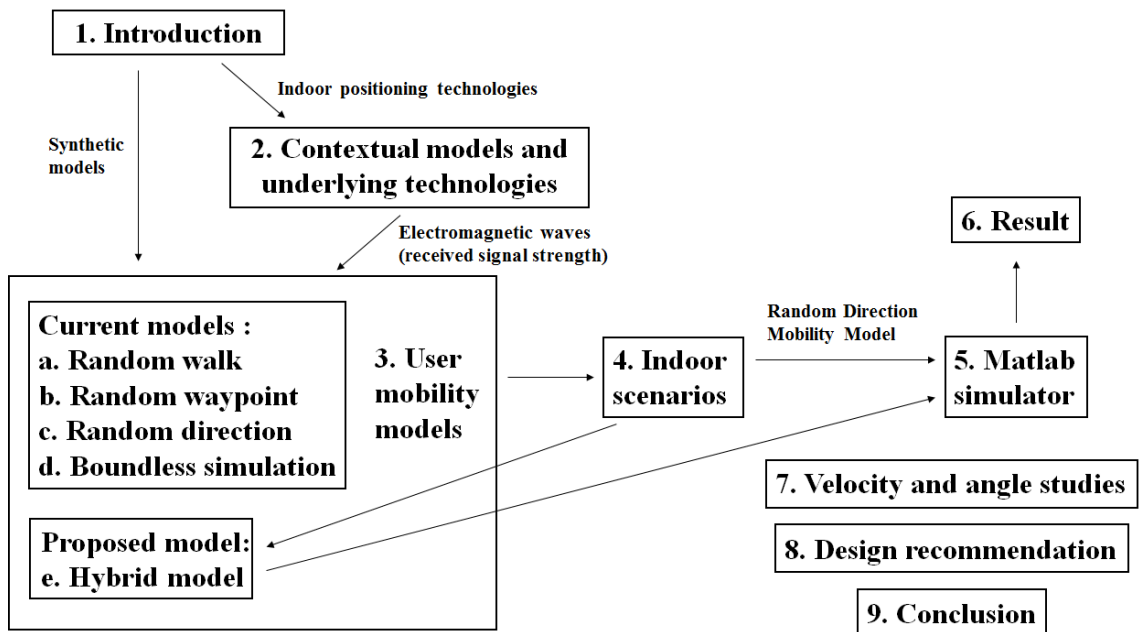 1. Introduction
Indoor positioning technologies
Synthetic
models
2. Contextual models and
underlying technologies
Electromagnetic waves
(received signal strength)
6. Result
Current models :
a. Random walk
b. Random waypoint
c. Random direction
d. Boundless simulation
3. User
mobility
models
4. Indoor
scenarios
Random Direction
Mobility Model
5. Matlab
simulator
Proposed model:
e. Hybrid model
7. Velocity and angle studies
8. Design recommendation
9. Conclusion